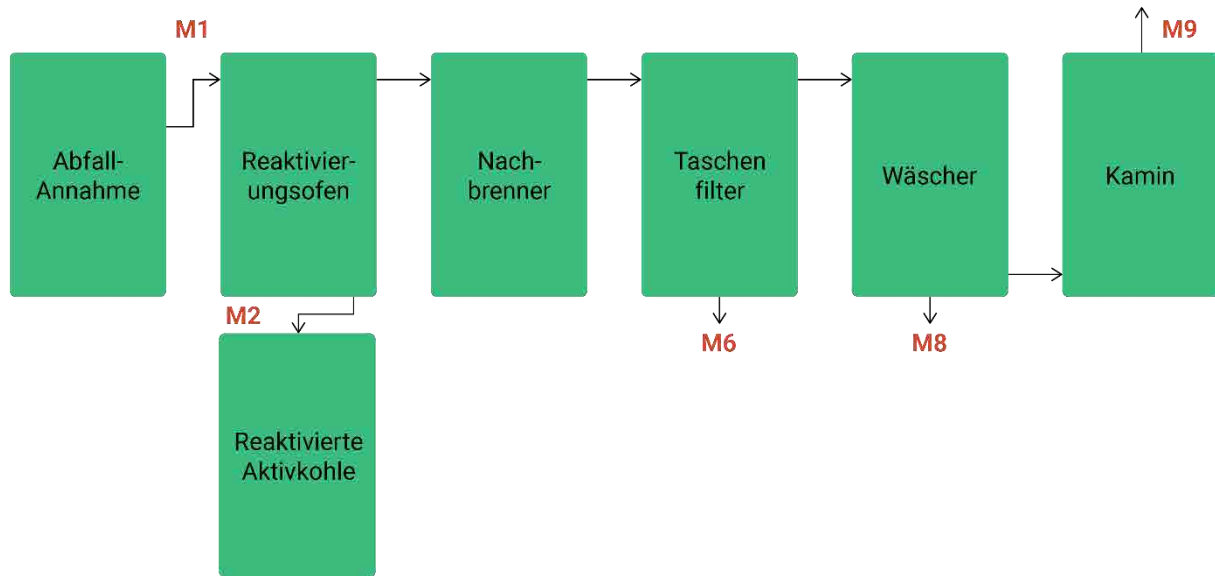 M1
M9
Abfall-
Annahme
Reaktivier-
ungsofen
Nach-
brenner
Taschen
filter
Wäscher
Kamin
M2
M6
M8
Reaktivierte
Aktivkohle